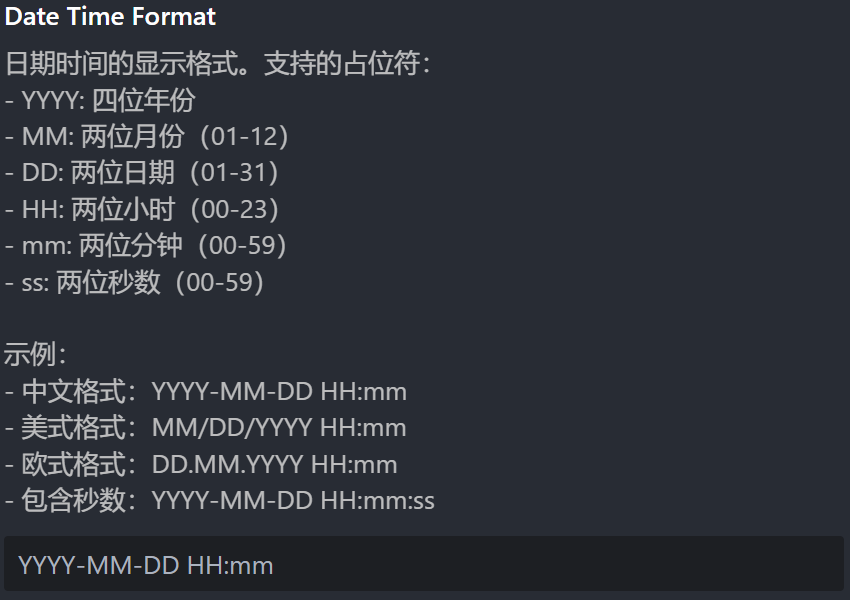 Date Time Format
日期时间的显示格式。支持的占位符：
- YYYY: 四位年份
- MM: 两位月份（01-12）
- DD: 两位日期（01-31）
- HH: 两位小时（00-23）
- mm: 两位分钟（00-59）
- ss: 两位秒数（00-59）
示例：
- 中文格式：YYYY-MM-DD HH:mm
- 美式格式：MM/DD/YYYY HH:mm
- 欧式格式：DD.MM.YYYY HH:mm
- 包含秒数：YYYY-MM-DD HH:mm:ss
YYYY-MM-DD HH:mm